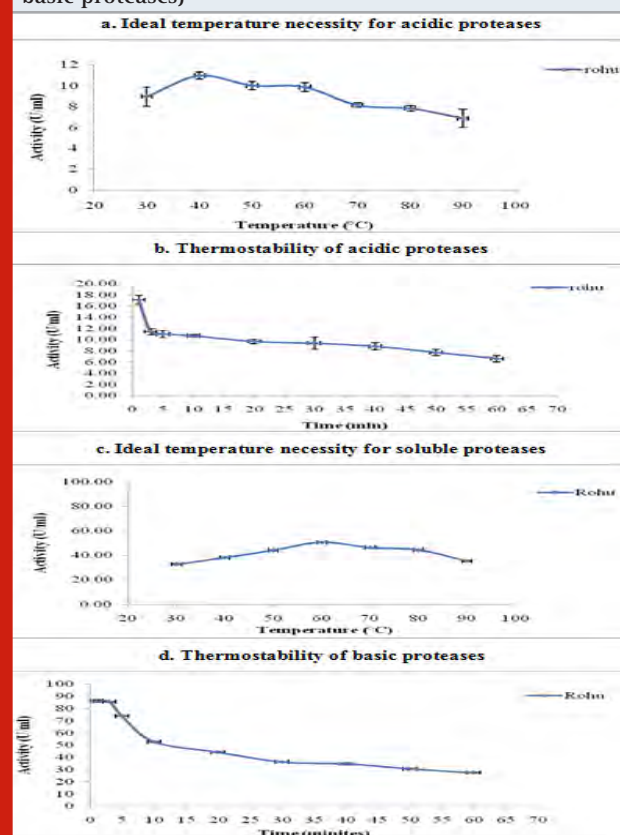 basic proteases)
a. Ideal temperature necessity for acidic proteases
12
10
8
6
4
2
0
Activity (U/ml)
rohu
20 30 40 50 60 70 80 90 100
Temperature (°C)
b. Thermostability of acidic proteases
20.00
18.00
16.00
14.00
12.00
10.00
8.00
6.00
4.00
2.00
0.00
Activity (U/ml)
rohu
0 5 10 15 20 25 30 35 40 45 50 55 60 65 70
Time (min)
c. Ideal temperature necessity for soluble proteases
100.00
80.00
60.00
40.00
20.00
0.00
Activity (U/ml)
Rohu
20 30 40 50 60 70 80 90 100
Temperature (°C)
d. Thermostability of basic proteases
100
90
80
70
60
50
40
30
20
10
0
Activity (U/ml)
Rohu
0 5 10 15 20 25 30 35 40 45 50 55 60 65 70
Time (minites)